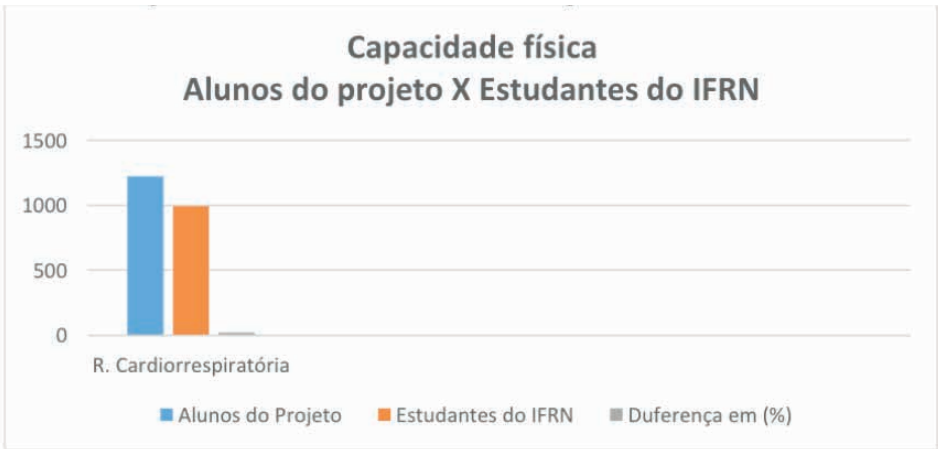 Capacidade física
Alunos do projeto X Estudantes do IFRN
1500
1000
500
0
R. Cardiorrespiratória
Alunos do Projeto Estudantes do IFRN Duferença em (%)